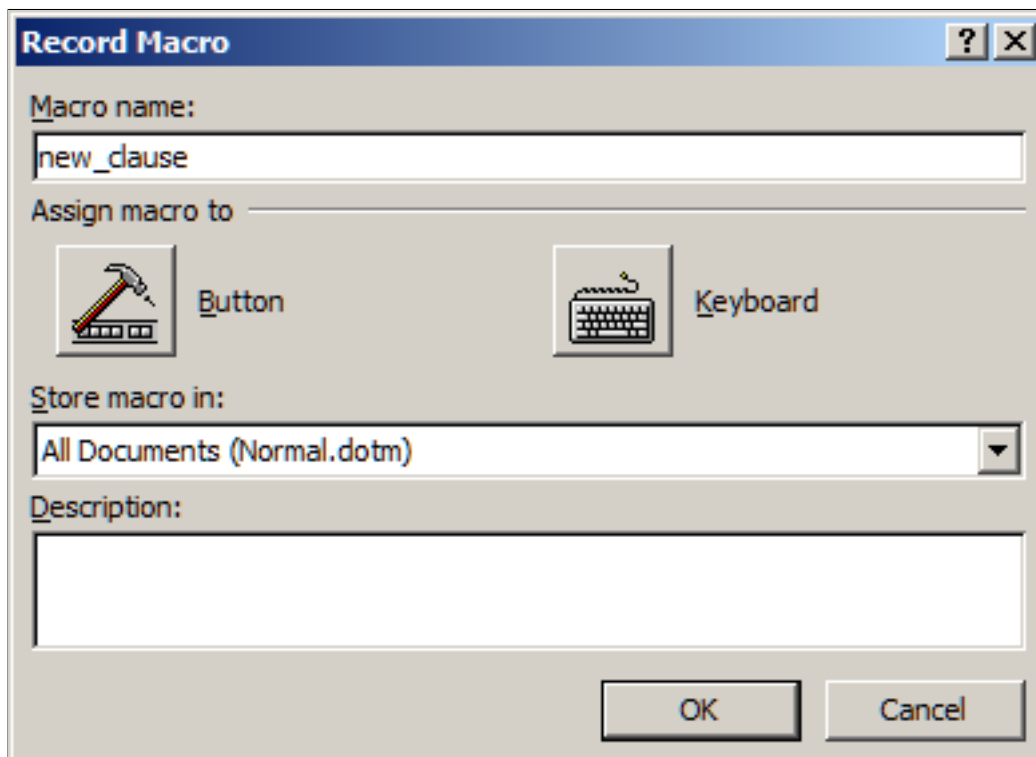 Record Macro
Macro name:
new_clause
Assign macro to
Button Keyboard
Store macro in:
All Documents (Normal.dotm)
Description:
OK Cancel